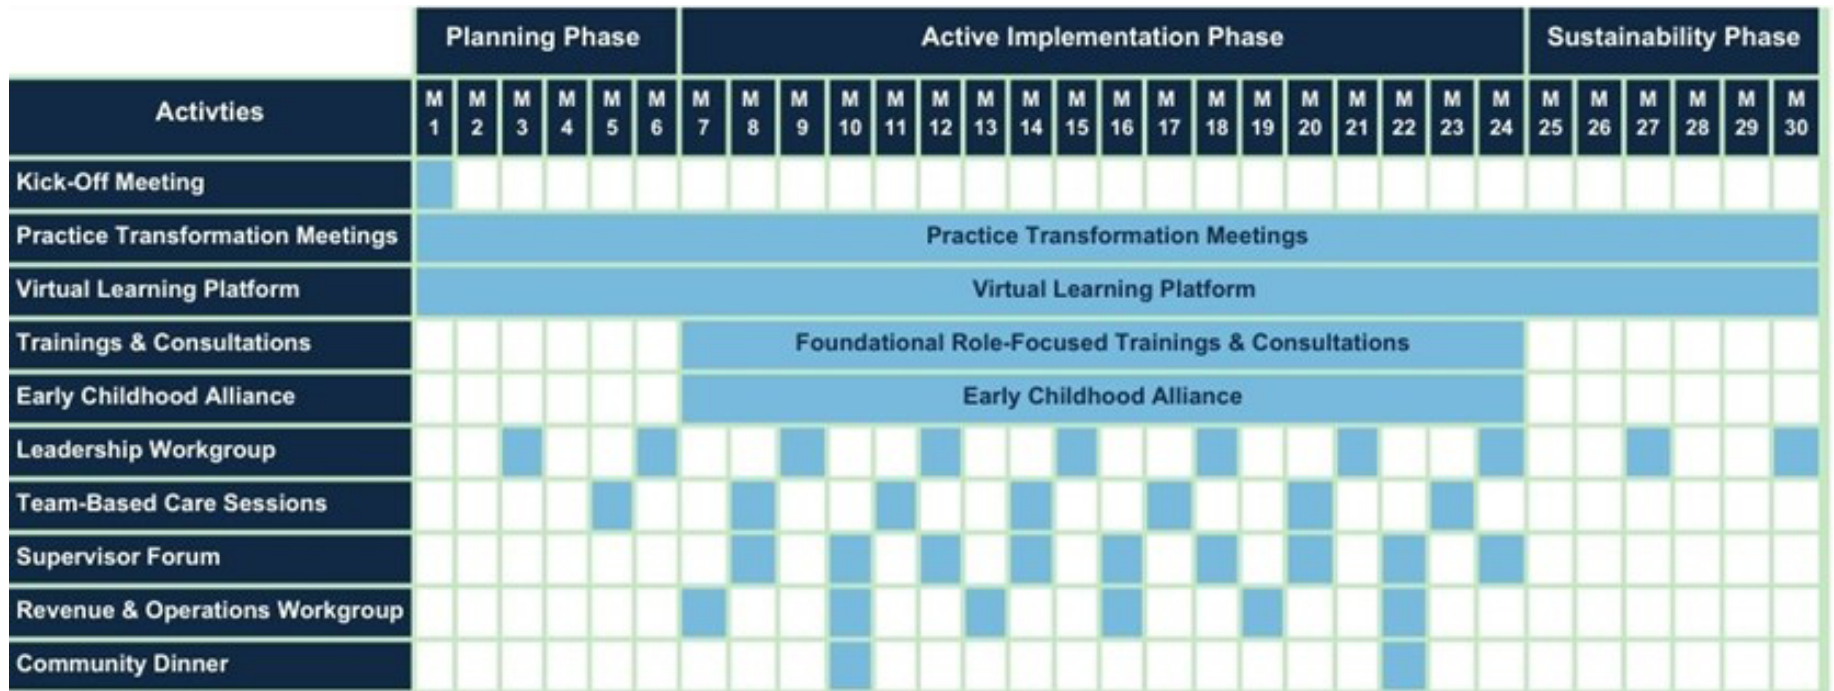 Planning Phase Active Implementation Phase Sustainability Phase
Activties M 1 M 2 M 3 M 4 M 5 M 6 M 7 M 8 M 9 M 10 M 11 M 12 M 13 M 14 M 15 M 16 M 17 M 18 M 19 M 20 M 21 M 22 M 23 M 24 M 25 M 26 M 27 M 28 M 29 M 30
Kick-Off Meeting
Practice Transformation Meetings Practice Transformation Meetings
Virtual Learning Platform Virtual Learning Platform
Trainings & Consultations Foundational Role-Focused Trainings & Consultations
Early Childhood Alliance Early Childhood Alliance
Leadership Workgroup
Team-Based Care Sessions
Supervisor Forum
Revenue & Operations Workgroup
Community Dinner